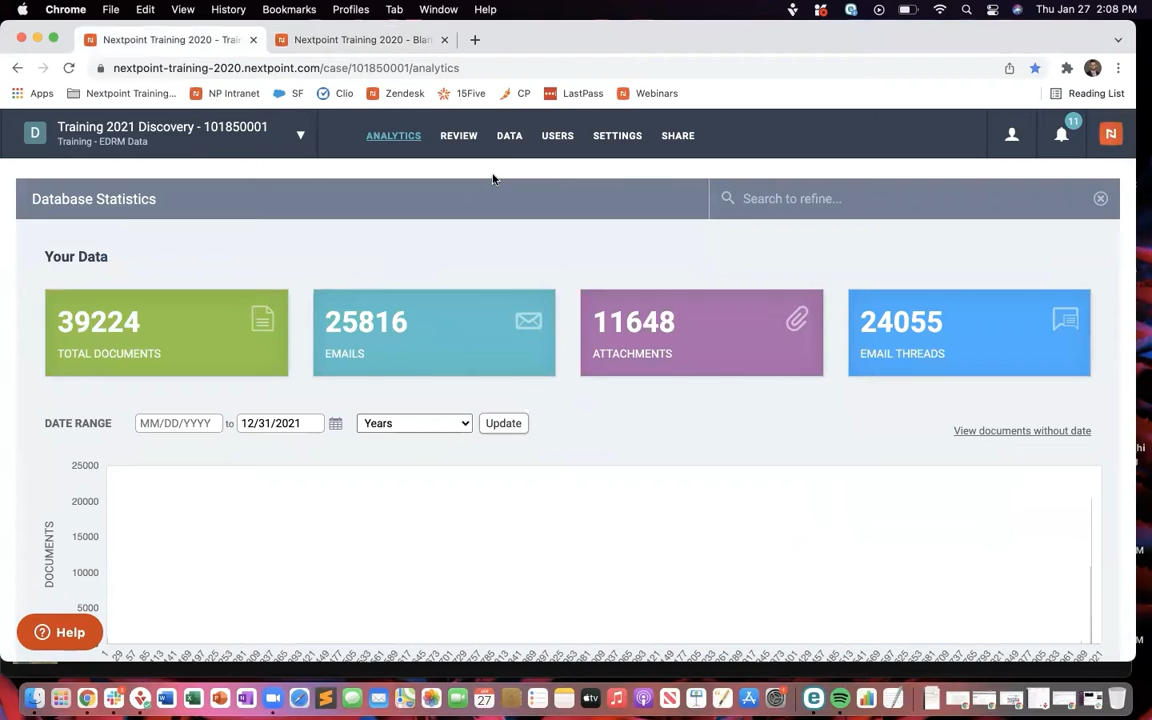 Chrome File Edit View History Bookmarks Profiles Tab Window Help Thu Jan 27 2:08 PM
Nextpoint Training 2020 - Trai Nextpoint Training 2020 - Blan
nextpoint-training-2020.nextpoint.com/case/101850001/analytics
Apps Nextpoint Training... NP Intranet SF Clio Zendesk 15Five CP LastPass Webinars Reading List
D Training 2021 Discovery - 101850001 ANALYTICS REVIEW DATA USERS SETTINGS SHARE 11 N
Training - EDRM Data
Database Statistics Search to refine...
Your Data
39224 25816 11648 24055
TOTAL DOCUMENTS EMAILS ATTACHMENTS EMAIL THREADS
DATE RANGE MM/DD/YYYY to 12/31/2021 Years Update
View documents without date
25000
20000
15000
10000
5000
DOCUMENTS
Help
JAN
27